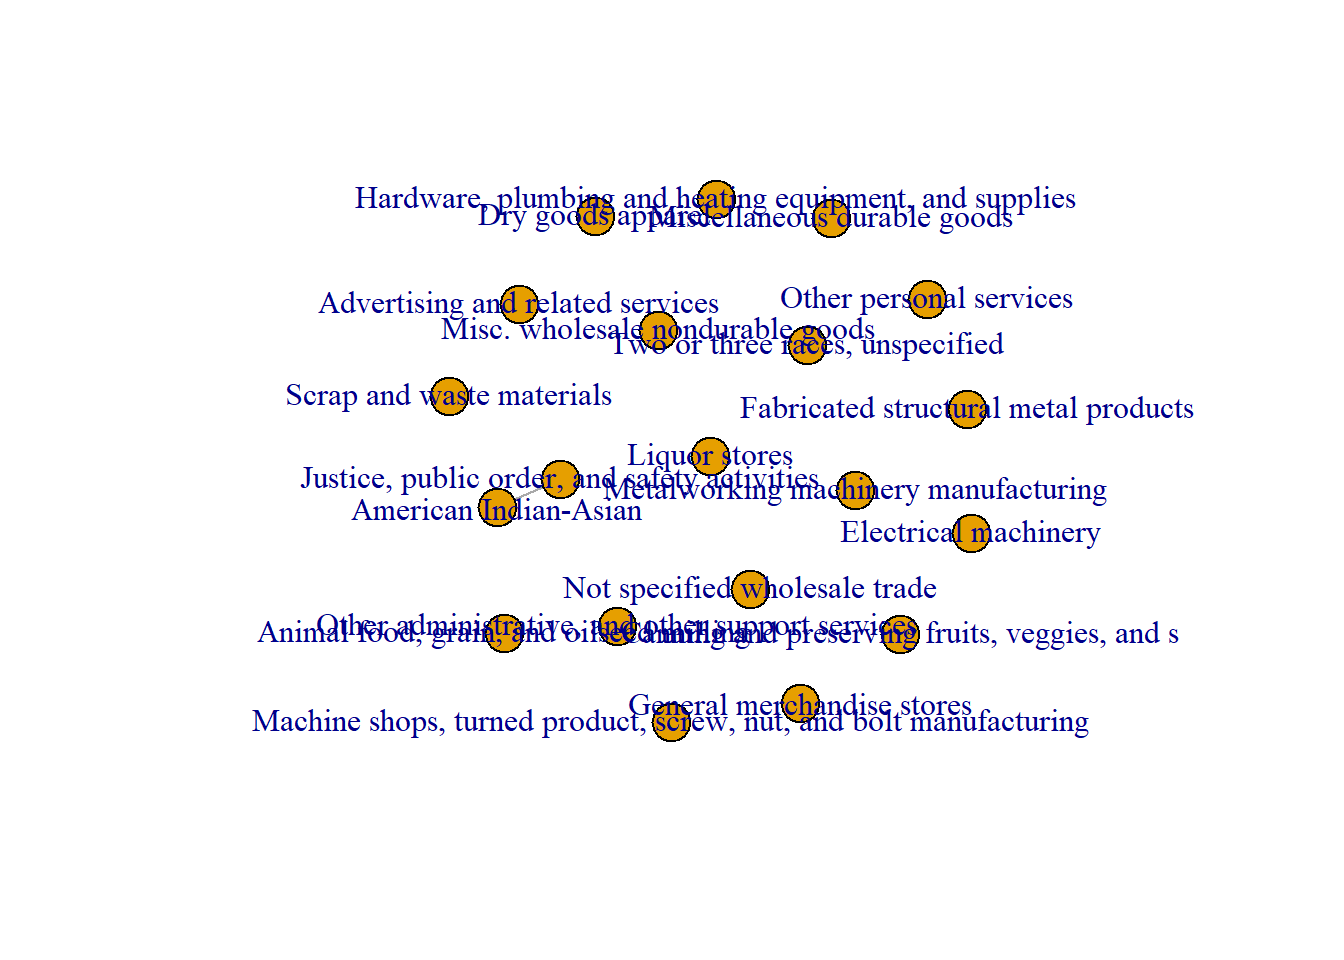 Hardware, plumbing and heating equipment, and supplies
Dry goods apparel
Miscellaneous durable goods
Other personal services
Advertising and related services
Misc. wholesale nondurable goods
Two or three races, unspecified
Scrap and waste materials
Fabricated structural metal products
Liquor stores
Justice, public order, and safety activities
Metalworking machinery manufacturing
American Indian-Asian
Electrical machinery
Not specified wholesale trade
Other administrative, and other support services
Animal food, grain, and oilseed milling
Canning and preserving fruits, veggies, and s
General merchandise stores
Machine shops, turned product, screw, nut, and bolt manufacturing